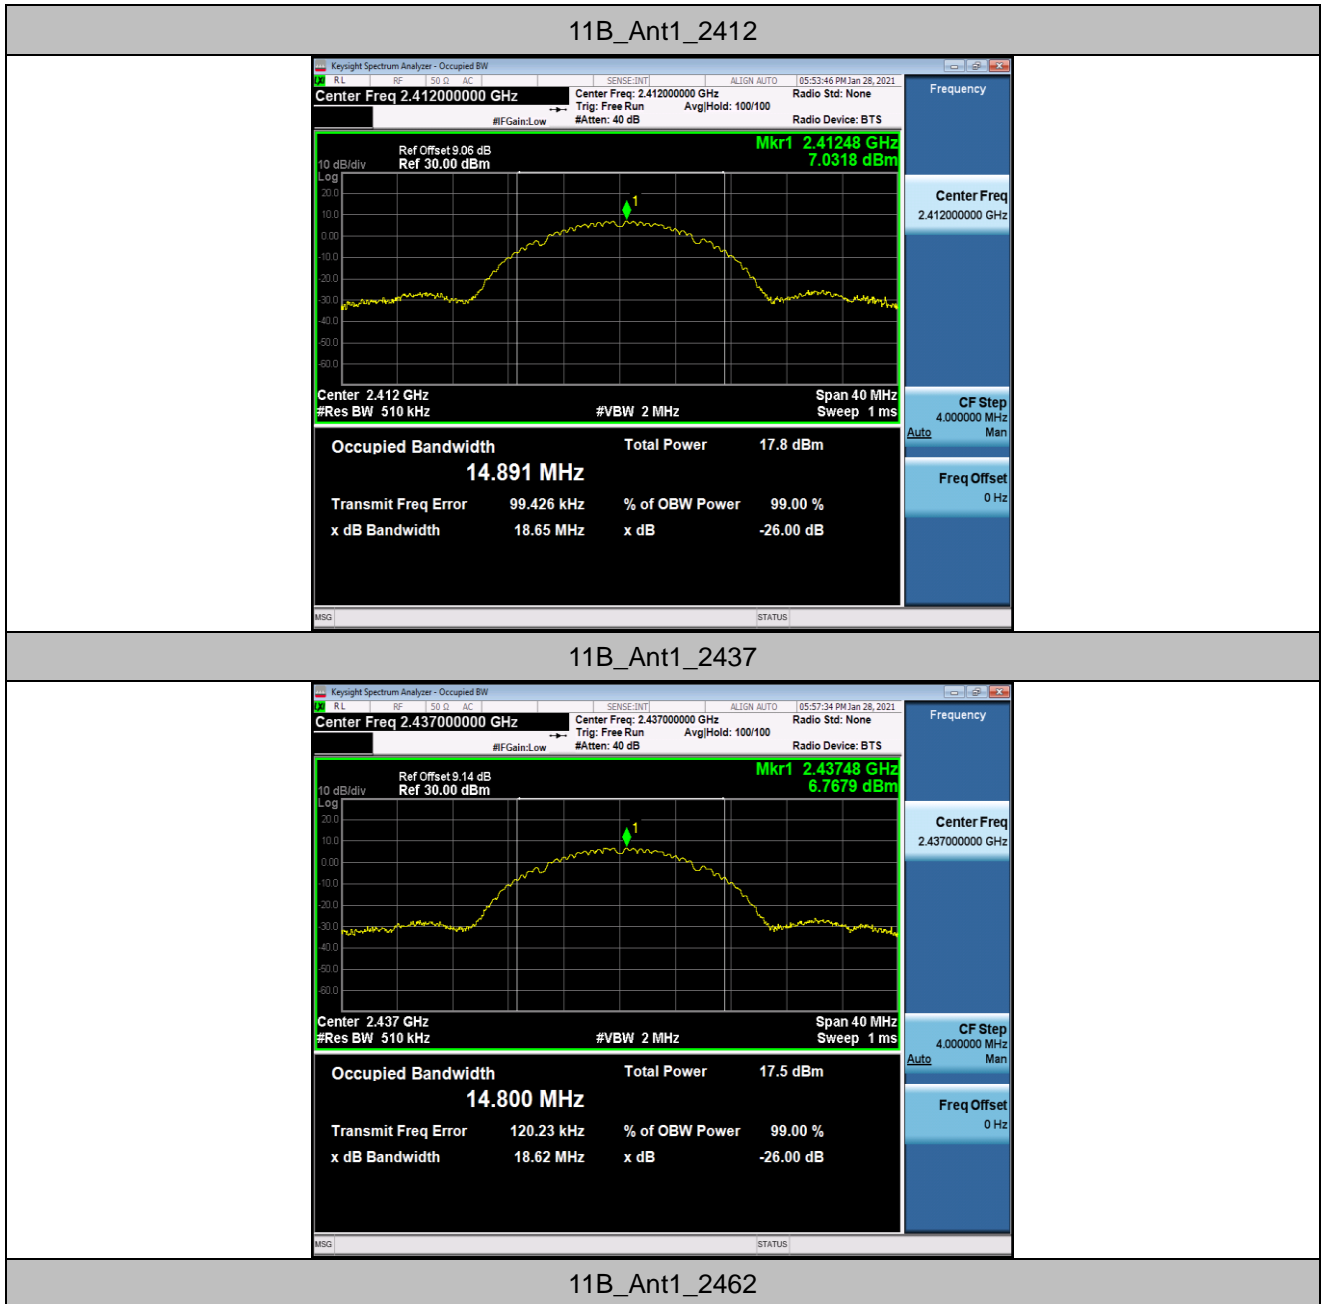 11B_Ant1_2412
Keysight Spectrum Analyzer - Occupied BW
RL RF 50 Ω AC SENSE:INT ALIGN AUTO 05:53:46 PM Jan 28, 2021
Center Freq 2.412000000 GHz
Center Freq: 2.412000000 GHz Radio Std: None
Trig: Free Run Avg|Hold: 100/100
#IFGain:Low #Atten: 40 dB Radio Device: BTS
Frequency
Ref Offset 9.06 dB
Mkr1 2.41248 GHz
10 dB/div Ref 30.00 dBm 7.0318 dBm
Log
20.0
10.0
0.00
-10.0
-20.0
-30.0
-40.0
-50.0
-60.0
1
Center Freq
2.412000000 GHz
Center 2.412 GHz Span 40 MHz
#Res BW 510 kHz #VBW 2 MHz Sweep 1 ms
CF Step
4.000000 MHz
Auto Man
Occupied Bandwidth Total Power 17.8 dBm
14.891 MHz
Transmit Freq Error 99.426 kHz % of OBW Power 99.00 %
x dB Bandwidth 18.65 MHz x dB -26.00 dB
Freq Offset
0 Hz
MSG STATUS
11B_Ant1_2437
Keysight Spectrum Analyzer - Occupied BW
RL RF 50 Ω AC SENSE:INT ALIGN AUTO 05:57:34 PM Jan 28, 2021
Center Freq 2.437000000 GHz
Center Freq: 2.437000000 GHz Radio Std: None
Trig: Free Run Avg|Hold: 100/100
#IFGain:Low #Atten: 40 dB Radio Device: BTS
Frequency
Ref Offset 9.14 dB
Mkr1 2.43748 GHz
10 dB/div Ref 30.00 dBm 6.7679 dBm
Log
20.0
10.0
0.00
-10.0
-20.0
-30.0
-40.0
-50.0
-60.0
1
Center Freq
2.437000000 GHz
Center 2.437 GHz Span 40 MHz
#Res BW 510 kHz #VBW 2 MHz Sweep 1 ms
CF Step
4.000000 MHz
Auto Man
Occupied Bandwidth Total Power 17.5 dBm
14.800 MHz
Transmit Freq Error 120.23 kHz % of OBW Power 99.00 %
x dB Bandwidth 18.62 MHz x dB -26.00 dB
Freq Offset
0 Hz
MSG STATUS
11B_Ant1_2462